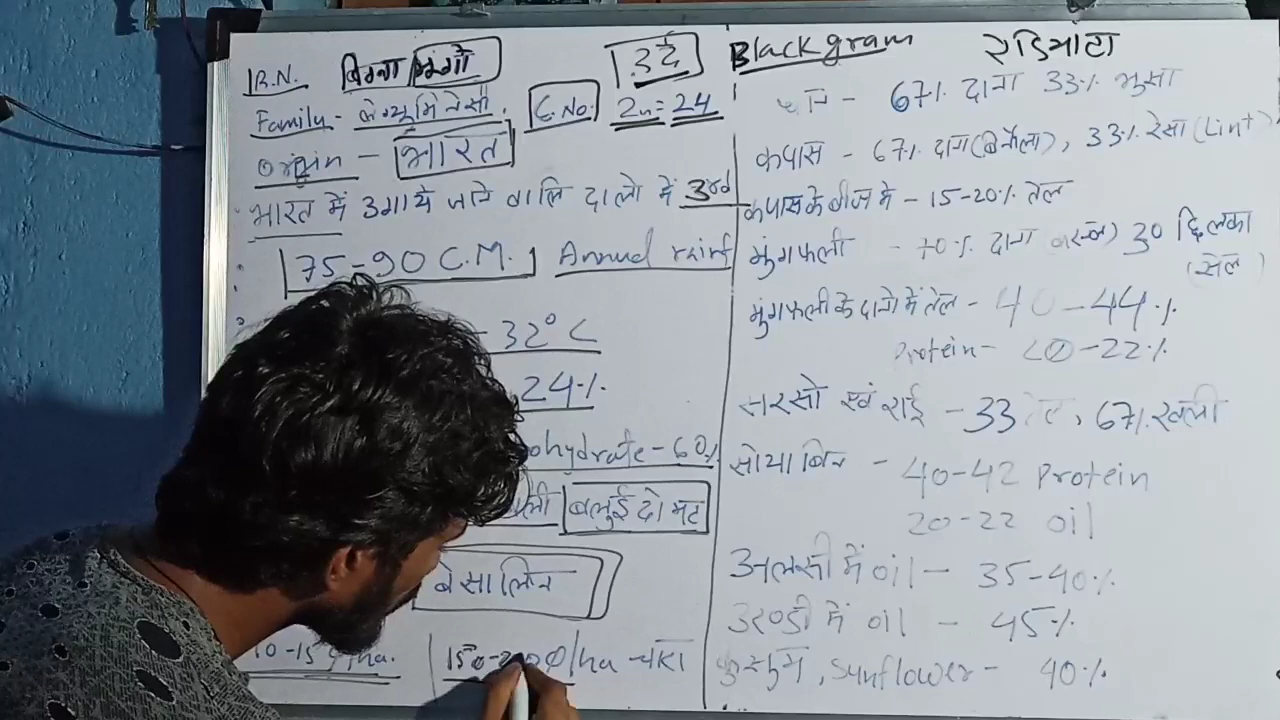 B.N. विग्ना मुंगो
उर्द
Family- लेग्यूमिनेसी.
C.No. 2n=24
Origin - भारत
भारत में उगाये जाने वालि दालो में 3rd
75-90 C.M. Annual rainf
- 32°C
24%
ohydrate-60%
बलुई दोमट
बेसालिन
10-15 q/ha. 150-200 q/ha -चारा
Blackgram
67% दाना 33% भुसा
कपास - 67% दाना (बिनौला), 33% रेसा (Lint)
कपास के बीज में - 15-20% तेल
मुंगफली - 70% दाना 30 छिलका
(सेल)
मुंगफली के दानो में तेल - 40-44%
Protein- 20-22%
सरसो एवं राई - 33 तेल, 67% खली
सोयाबिन - 40-42 Protein
20-22 oil
अलसी में oil - 35-40%
अरण्डी में oil - 45%
कुसुम, Sunflower- 40%